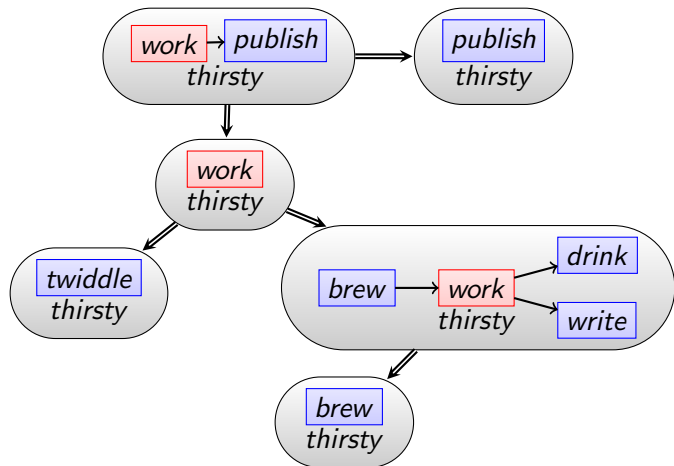 work publish
thirsty
publish
thirsty
work
thirsty
twiddle
thirsty
brew work drink
thirsty write
brew
thirsty